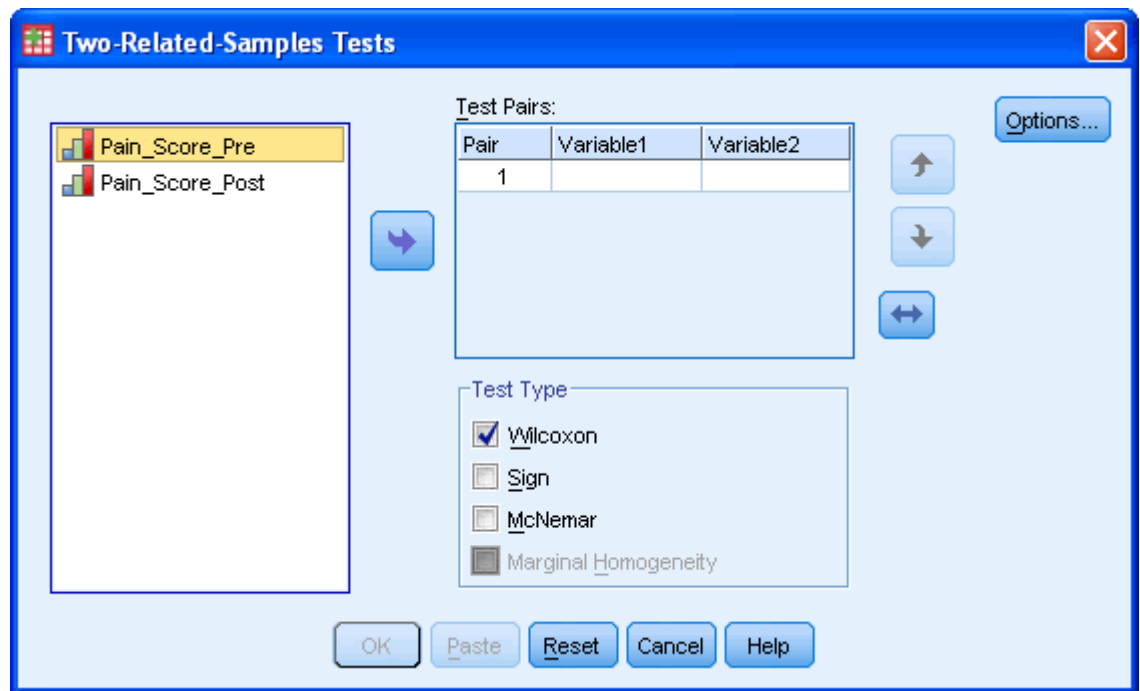 Two-Related-Samples Tests
Pain_Score_Pre
Pain_Score_Post
Test Pairs:
Pair Variable1 Variable2
1
Options...
Test Type
Wilcoxon
Sign
McNemar
Marginal Homogeneity
OK Paste Reset Cancel Help